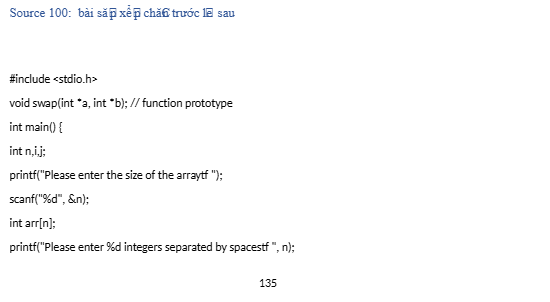 Source 100: bài sắp xếp chẵn trước lẻ sau
#include <stdio.h>
void swap(int *a, int *b); // function prototype
int main() {
int n,i,j;
printf("Please enter the size of the arraytf ");
scanf("%d", &n);
int arr[n];
printf("Please enter %d integers separated by spacestf ", n);
135